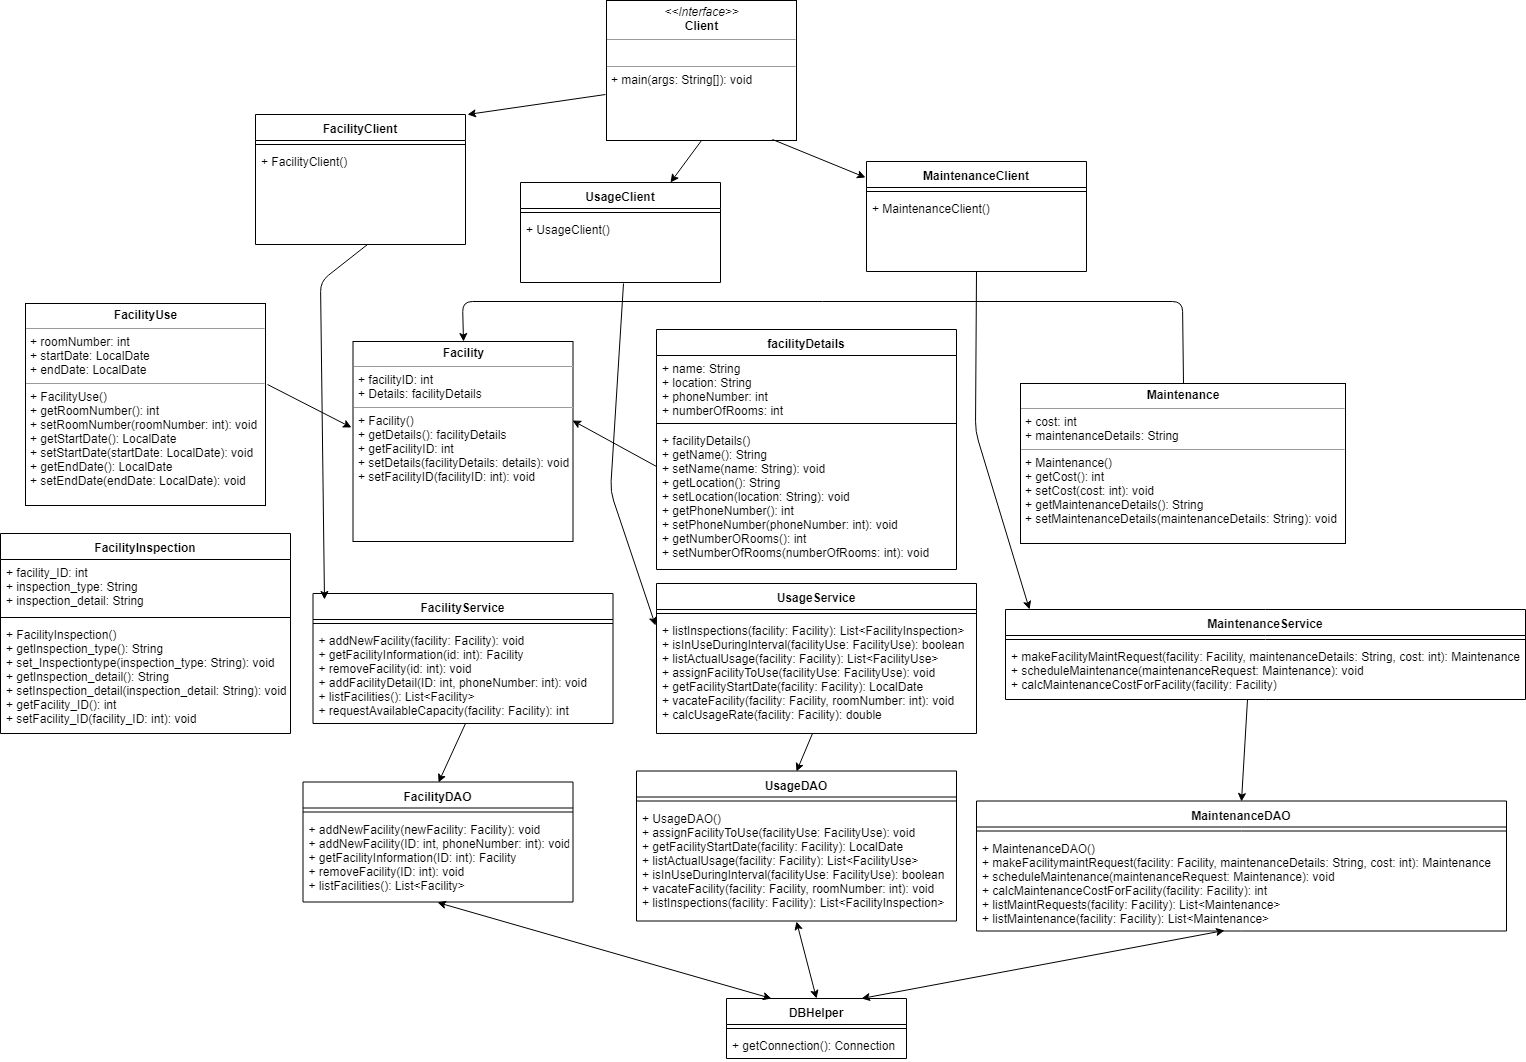 <<interface>>
Client
+ main(args: String[]): void
FacilityClient
+ FacilityClient()
UsageClient
+ UsageClient()
MaintenanceClient
+ MaintenanceClient()
FacilityUse
+ roomNumber: int
+ startDate: LocalDate
+ endDate: LocalDate
+ FacilityUse()
+ getRoomNumber(): int
+ setRoomNumber(roomNumber: int): void
+ getStartDate(): LocalDate
+ setStartDate(startDate: LocalDate): void
+ getEndDate(): LocalDate
+ setEndDate(endDate: LocalDate): void
Facility
+ facilityID: int
+ Details: facilityDetails
+ Facility()
+ getDetails(): facilityDetails
+ getFacilityID: int
+ setDetails(facilityDetails: details): void
+ setFacilityID(facilityID: int): void
facilityDetails
+ name: String
+ location: String
+ phoneNumber: int
+ numberOfRooms: int
+ facilityDetails()
+ getName(): String
+ setName(name: String): void
+ getLocation(): String
+ setLocation(location: String): void
+ getPhoneNumber(): int
+ setPhoneNumber(phoneNumber: int): void
+ getNumberORooms(): int
+ setNumberOfRooms(numberOfRooms: int): void
Maintenance
+ cost: int
+ maintenanceDetails: String
+ Maintenance()
+ getCost(): int
+ setCost(cost: int): void
+ getMaintenanceDetails(): String
+ setMaintenanceDetails(maintenanceDetails: String): void
FacilityInspection
+ facility_ID: int
+ inspection_type: String
+ inspection_detail: String
+ FacilityInspection()
+ getInspection_type(): String
+ set_Inspectiontype(inspection_type: String): void
+ getInspection_detail(): String
+ setInspection_detail(inspection_detail: String): void
+ getFacility_ID(): int
+ setFacility_ID(facility_ID: int): void
FacilityService
+ addNewFacility(facility: Facility): void
+ getFacilityInformation(id: int): Facility
+ removeFacility(id: int): void
+ addFacilityDetail(ID: int, phoneNumber: int): void
+ listFacilities(): List<Facility>
+ requestAvailableCapacity(facility: Facility): int
UsageService
+ listInspections(facility: Facility): List<FacilityInspection>
+ isInUseDuringInterval(facilityUse: FacilityUse): boolean
+ listActualUsage(facility: Facility): List<FacilityUse>
+ assignFacilityToUse(facilityUse: FacilityUse): void
+ getFacilityStartDate(facility: Facility): LocalDate
+ vacateFacility(facility: Facility, roomNumber: int): void
+ calcUsageRate(facility: Facility): double
MaintenanceService
+ makeFacilityMaintRequest(facility: Facility, maintenanceDetails: String, cost: int): Maintenance
+ scheduleMaintenance(maintenanceRequest: Maintenance): void
+ calcMaintenanceCostForFacility(facility: Facility)
FacilityDAO
+ addNewFacility(newFacility: Facility): void
+ addNewFacility(ID: int, phoneNumber: int): void
+ getFacilityInformation(ID: int): Facility
+ removeFacility(ID: int): void
+ listFacilities(): List<Facility>
UsageDAO
+ UsageDAO()
+ assignFacilityToUse(facilityUse: FacilityUse): void
+ getFacilityStartDate(facility: Facility): LocalDate
+ listActualUsage(facility: Facility): List<FacilityUse>
+ isInUseDuringInterval(facilityUse: FacilityUse): boolean
+ vacateFacility(facility: Facility, roomNumber: int): void
+ listInspections(facility: Facility): List<FacilityInspection>
MaintenanceDAO
+ MaintenanceDAO()
+ makeFacilitymaintRequest(facility: Facility, maintenanceDetails: String, cost: int): Maintenance
+ scheduleMaintenance(maintenanceRequest: Maintenance): void
+ calcMaintenanceCostForFacility(facility: Facility): int
+ listMaintRequests(facility: Facility): List<Maintenance>
+ listMaintenance(facility: Facility): List<Maintenance>
DBHelper
+ getConnection(): Connection